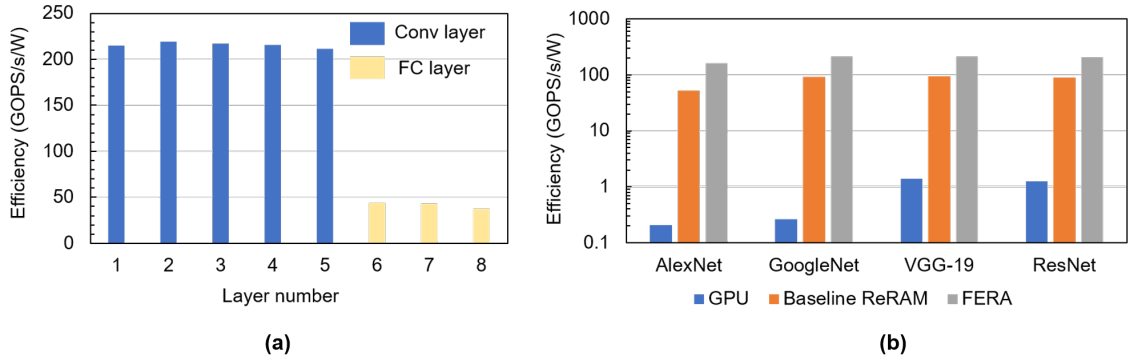 Efficiency (GOPS/s/W)
250
200
150
100
50
0
Conv layer
FC layer
1 2 3 4 5 6 7 8
Layer number
(a)
Efficiency (GOPS/s/W)
1000
100
10
1
0.1
AlexNet GoogleNet VGG-19 ResNet
GPU Baseline ReRAM FERA
(b)